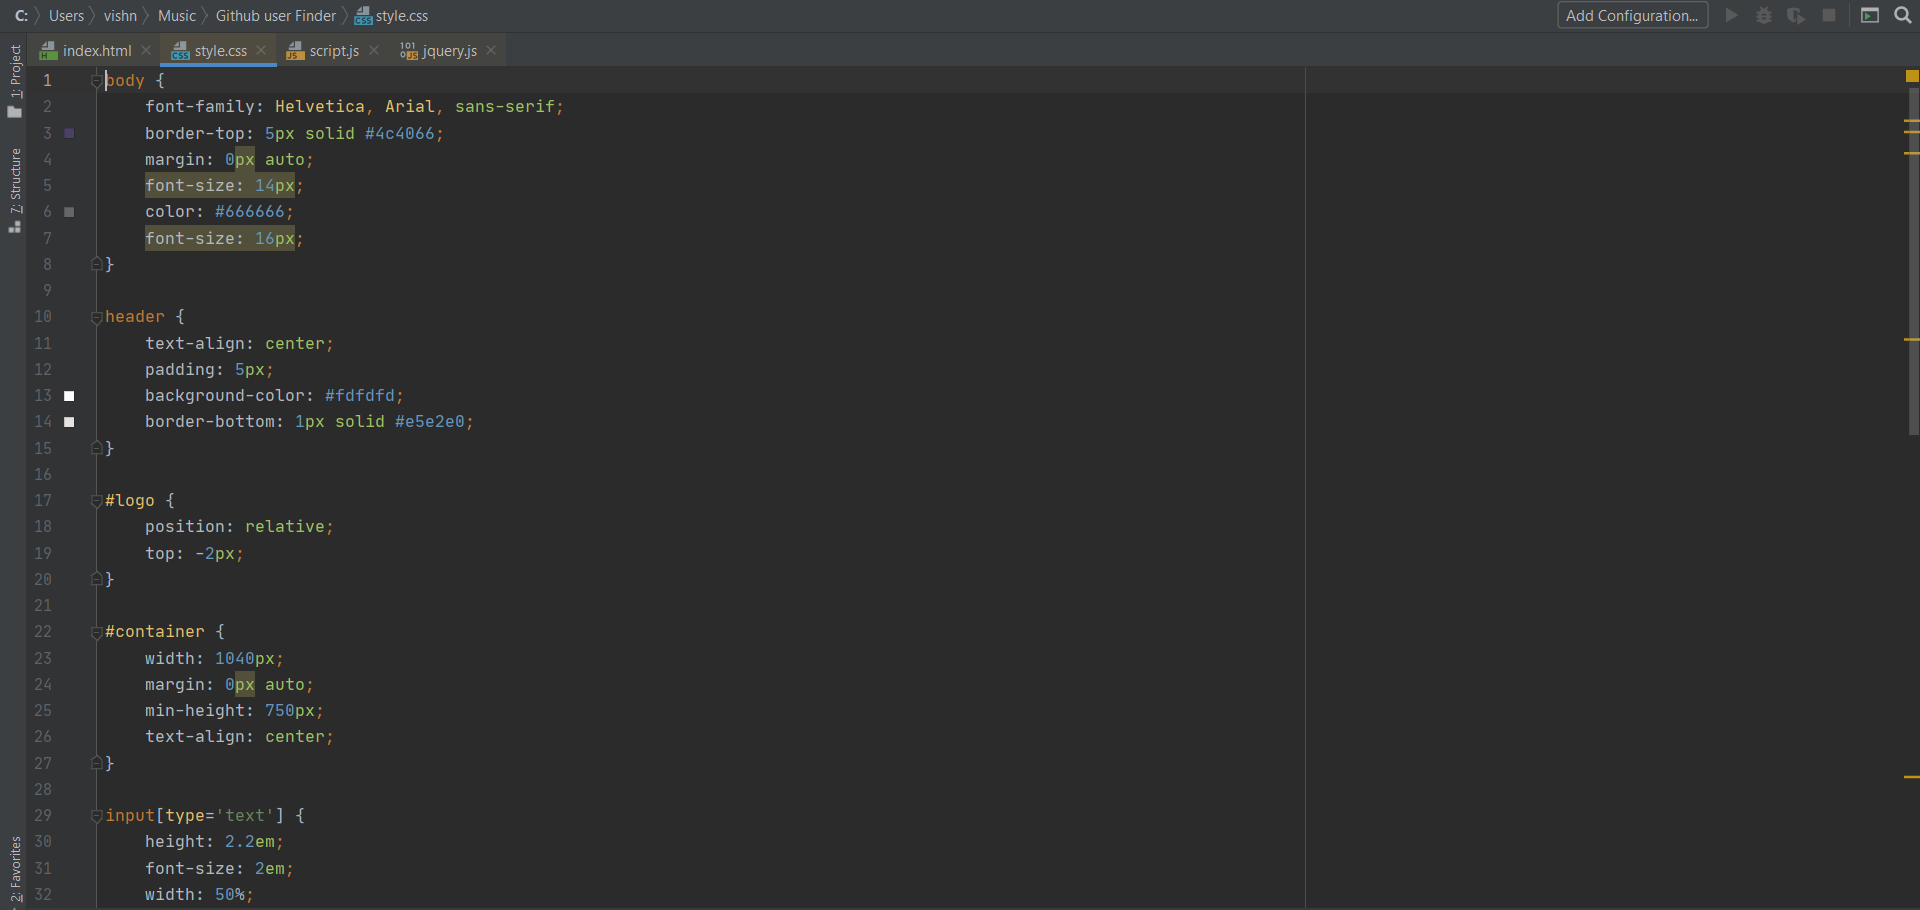 C: Users vishn Music Github user Finder style.css Add Configuration...
index.html style.css script.js jquery.js
1: Project
7: Structure
2: Favorites
1 body {
2     font-family: Helvetica, Arial, sans-serif;
3     border-top: 5px solid #4c4066;
4     margin: 0px auto;
5     font-size: 14px;
6     color: #666666;
7     font-size: 16px;
8 }
9
10 header {
11     text-align: center;
12     padding: 5px;
13     background-color: #fdfdfd;
14     border-bottom: 1px solid #e5e2e0;
15 }
16
17 #logo {
18     position: relative;
19     top: -2px;
20 }
21
22 #container {
23     width: 1040px;
24     margin: 0px auto;
25     min-height: 750px;
26     text-align: center;
27 }
28
29 input[type='text'] {
30     height: 2.2em;
31     font-size: 2em;
32     width: 50%;